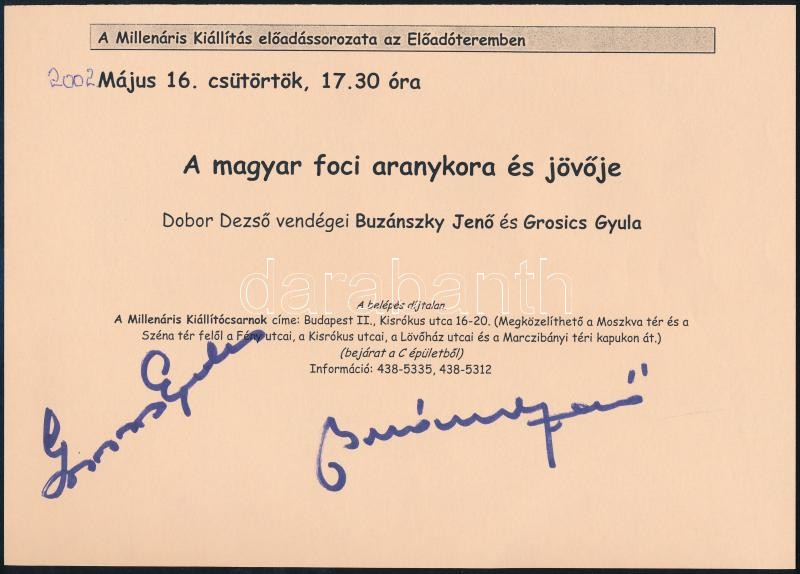 A Millenáris Kiállítás előadássorozata az Előadóteremben
2002 Május 16. csütörtök, 17.30 óra
A magyar foci aranykora és jövője
Dobor Dezső vendégei Buzánszky Jenő és Grosics Gyula
darabanth
A belépés díjtalan
A Millenáris Kiállítócsarnok címe: Budapest II., Kisrókus utca 16-20. (Megközelíthető a Moszkva tér és a
Széna tér felől a Fény utcai, a Kisrókus utcai, a Lövőház utcai és a Marczibányi téri kapukon át.)
(bejárat a C épületből)
Információ: 438-5335, 438-5312
Grosics Gyula
Buzánszky Jenő